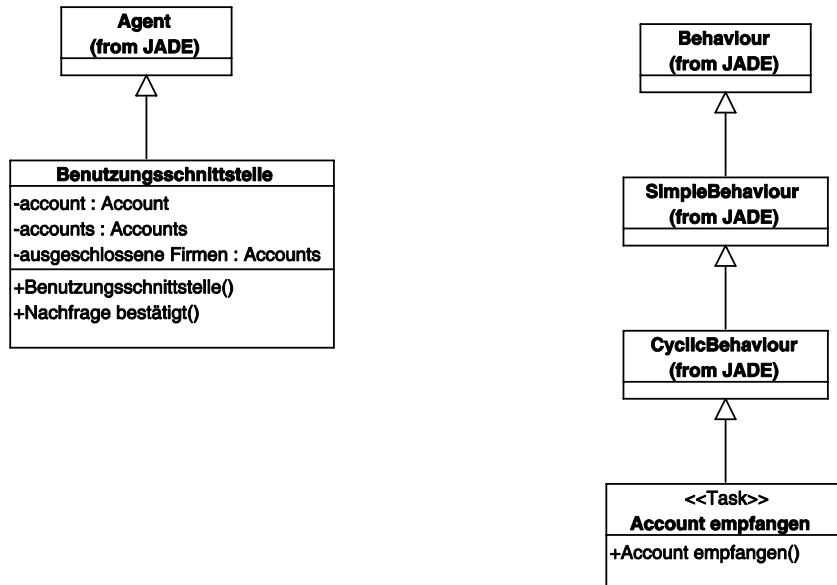 Agent
(from JADE)
Benutzungsschnittstelle
-account : Account
-accounts : Accounts
-ausgeschlossene Firmen : Accounts
+Benutzungsschnittstelle()
+Nachfrage bestätigt()
Behaviour
(from JADE)
SimpleBehaviour
(from JADE)
CyclicBehaviour
(from JADE)
<<Task>>
Account empfangen
+Account empfangen()